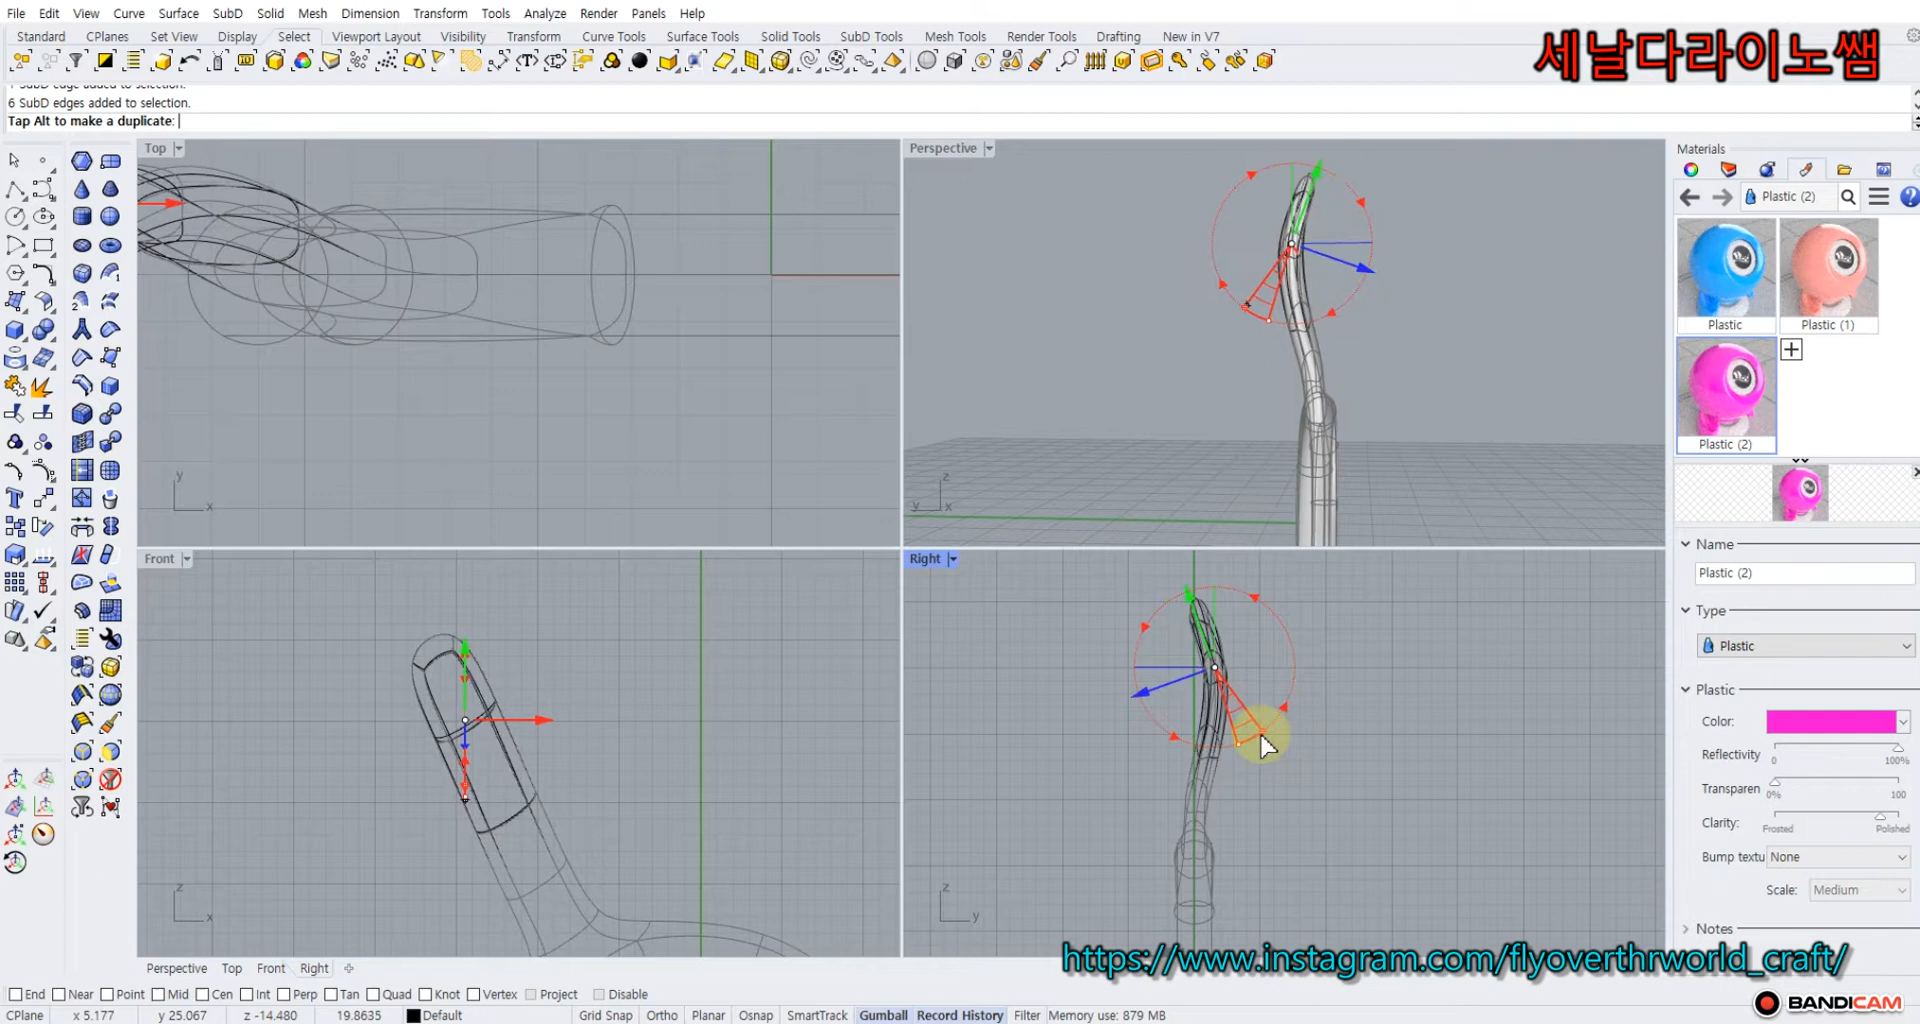 File Edit View Curve Surface SubD Solid Mesh Dimension Transform Tools Analyze Render Panels Help
Standard CPlanes Set View Display Select Viewport Layout Visibility Transform Curve Tools Surface Tools Solid Tools SubD Tools Mesh Tools Render Tools Drafting New in V7
세날다라이노쌤
6 SubD edges added to selection.
Tap Alt to make a duplicate:
Top
Perspective
Materials
Plastic (2)
Plastic
Plastic (1)
Plastic (2)
y
x
z
y x
Front
Right
Name
Plastic (2)
Type
Plastic
Plastic
Color:
Reflectivity
0 100%
Transparen
0% 100
Clarity:
Frosted Polished
Bump textu None
Scale: Medium
Notes
z
x
z
y
https://www.instagram.com/flyoverthrworld_craft/
Perspective Top Front Right
End Near Point Mid Cen Int Perp Tan Quad Knot Vertex Project Disable
BANDICAM
CPlane x 5.177 y 25.067 z -14.480 19.8635 Default Grid Snap Ortho Planar Osnap SmartTrack Gumball Record History Filter Memory use: 879 MB